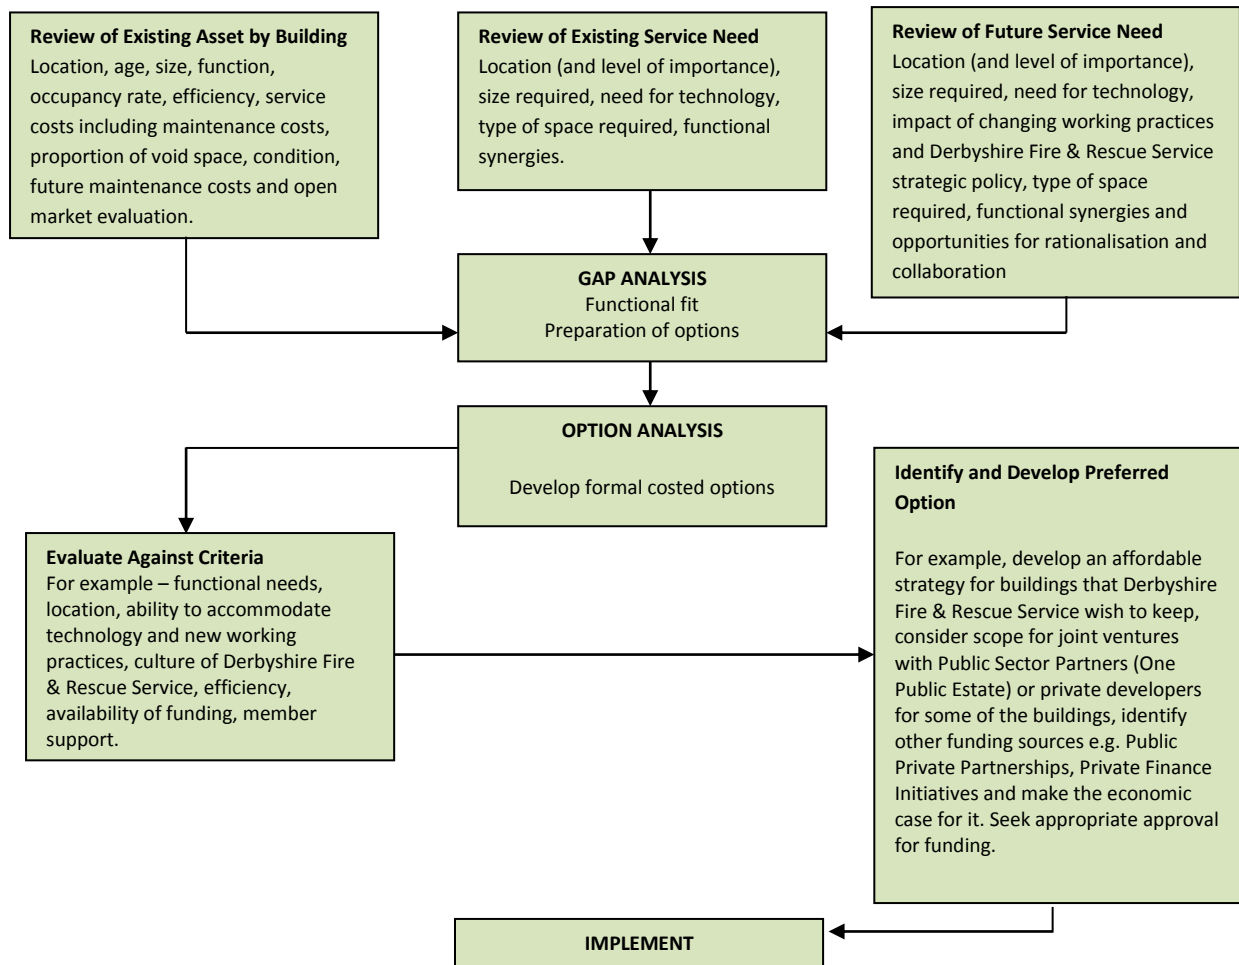 Review of Existing Asset by Building
Location, age, size, function,
occupancy rate, efficiency, service
costs including maintenance costs,
proportion of void space, condition,
future maintenance costs and open
market evaluation.
Review of Existing Service Need
Location (and level of importance),
size required, need for technology,
type of space required, functional
synergies.
Review of Future Service Need
Location (and level of importance),
size required, need for technology,
impact of changing working practices
and Derbyshire Fire & Rescue Service
strategic policy, type of space
required, functional synergies and
opportunities for rationalisation and
collaboration
GAP ANALYSIS
Functional fit
Preparation of options
OPTION ANALYSIS
Develop formal costed options
Evaluate Against Criteria
For example – functional needs,
location, ability to accommodate
technology and new working
practices, culture of Derbyshire Fire
& Rescue Service, efficiency,
availability of funding, member
support.
Identify and Develop Preferred
Option
For example, develop an affordable
strategy for buildings that Derbyshire
Fire & Rescue Service wish to keep,
consider scope for joint ventures
with Public Sector Partners (One
Public Estate) or private developers
for some of the buildings, identify
other funding sources e.g. Public
Private Partnerships, Private Finance
Initiatives and make the economic
case for it. Seek appropriate approval
for funding.
IMPLEMENT